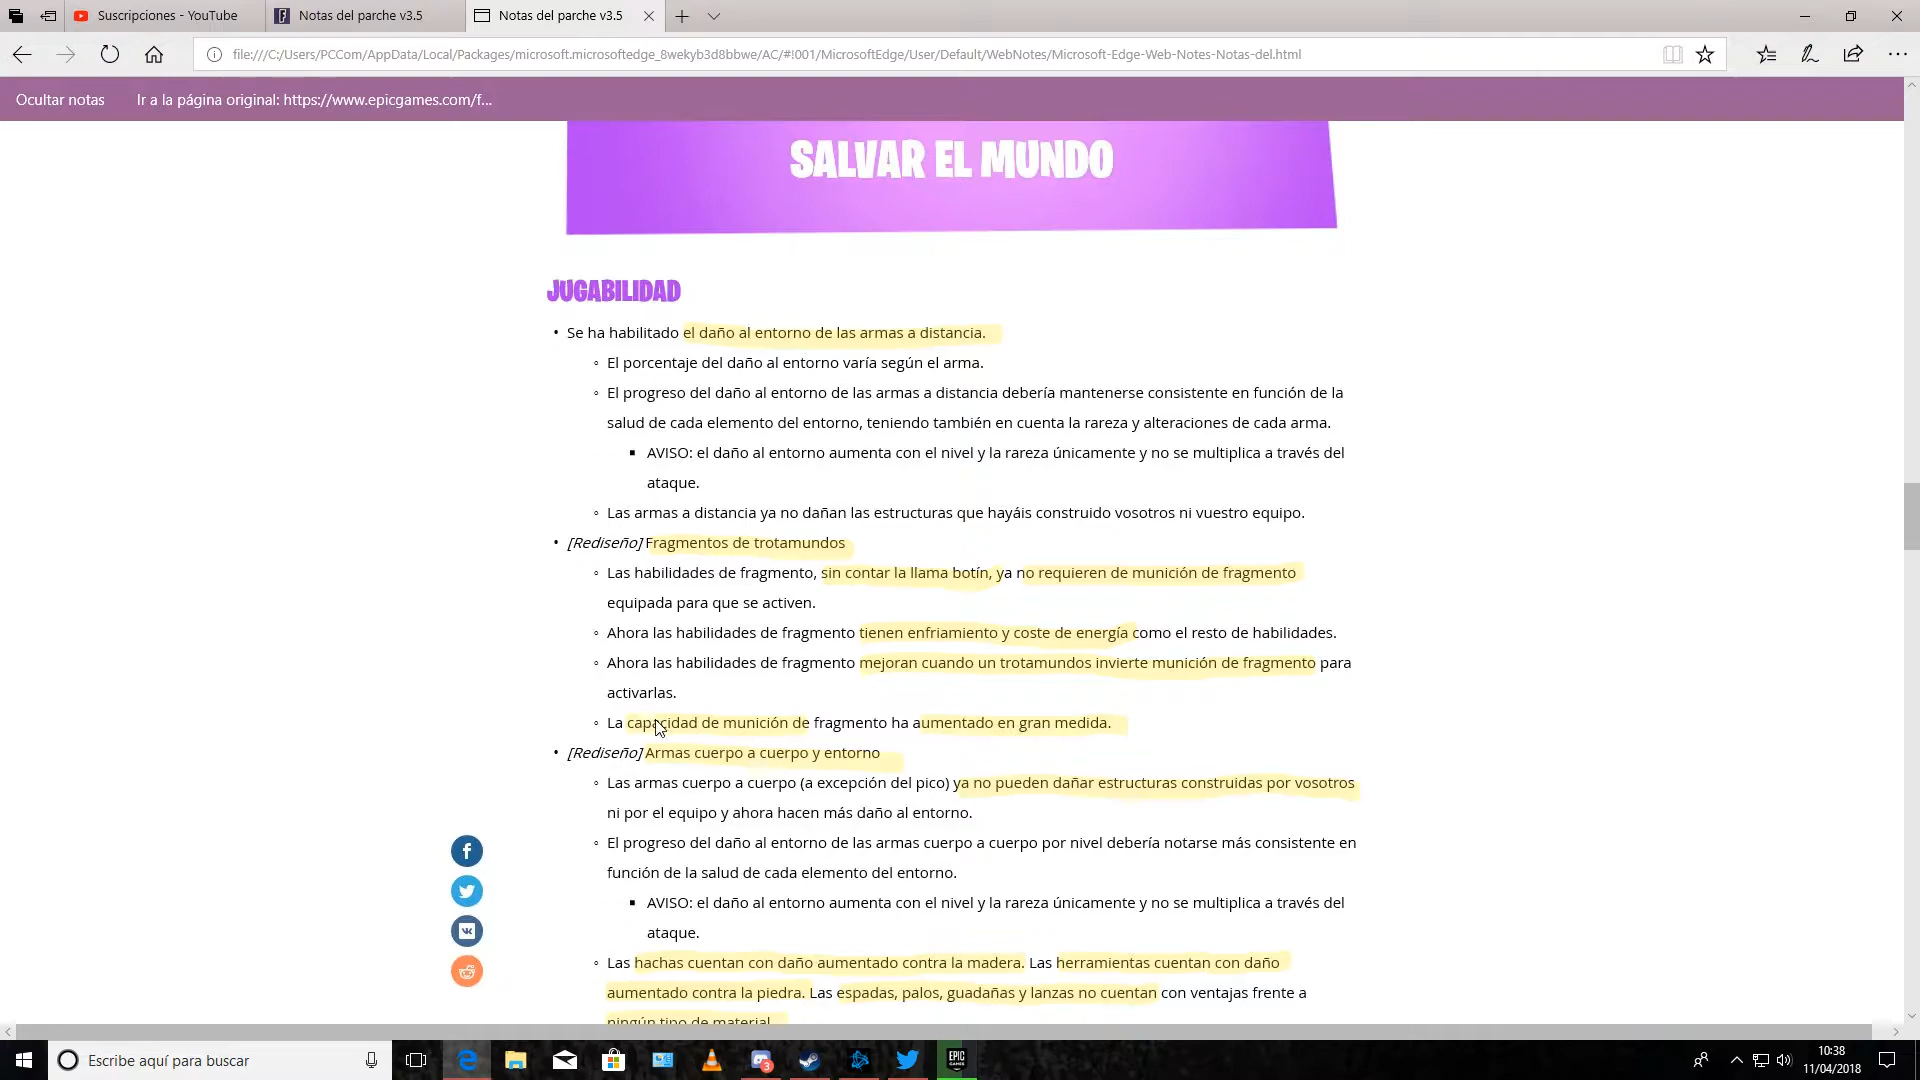 Suscripciones - YouTube
Notas del parche v3.5
Notas del parche v3.5
file:///C:/Users/PCCom/AppData/Local/Packages/microsoft.microsoftedge_8wekyb3d8bbwe/AC/#!001/MicrosoftEdge/User/Default/WebNotes/Microsoft-Edge-Web-Notes-Notas-del.html
Ocultar notas
Ir a la página original: https://www.epicgames.com/f...
SALVAR EL MUNDO
JUGABILIDAD
• Se ha habilitado el daño al entorno de las armas a distancia.
◦ El porcentaje del daño al entorno varía según el arma.
◦ El progreso del daño al entorno de las armas a distancia debería mantenerse consistente en función de la
salud de cada elemento del entorno, teniendo también en cuenta la rareza y alteraciones de cada arma.
▪ AVISO: el daño al entorno aumenta con el nivel y la rareza únicamente y no se multiplica a través del
ataque.
◦ Las armas a distancia ya no dañan las estructuras que hayáis construido vosotros ni vuestro equipo.
• [Rediseño] Fragmentos de trotamundos
◦ Las habilidades de fragmento, sin contar la llama botín, ya no requieren de munición de fragmento
equipada para que se activen.
◦ Ahora las habilidades de fragmento tienen enfriamiento y coste de energía como el resto de habilidades.
◦ Ahora las habilidades de fragmento mejoran cuando un trotamundos invierte munición de fragmento para
activarlas.
◦ La capacidad de munición de fragmento ha aumentado en gran medida.
• [Rediseño] Armas cuerpo a cuerpo y entorno
◦ Las armas cuerpo a cuerpo (a excepción del pico) ya no pueden dañar estructuras construidas por vosotros
ni por el equipo y ahora hacen más daño al entorno.
◦ El progreso del daño al entorno de las armas cuerpo a cuerpo por nivel debería notarse más consistente en
función de la salud de cada elemento del entorno.
▪ AVISO: el daño al entorno aumenta con el nivel y la rareza únicamente y no se multiplica a través del
ataque.
◦ Las hachas cuentan con daño aumentado contra la madera. Las herramientas cuentan con daño
aumentado contra la piedra. Las espadas, palos, guadañas y lanzas no cuentan con ventajas frente a
ningún tipo de material.
Escribe aquí para buscar
3
EPIC
GAMES
10:38
11/04/2018